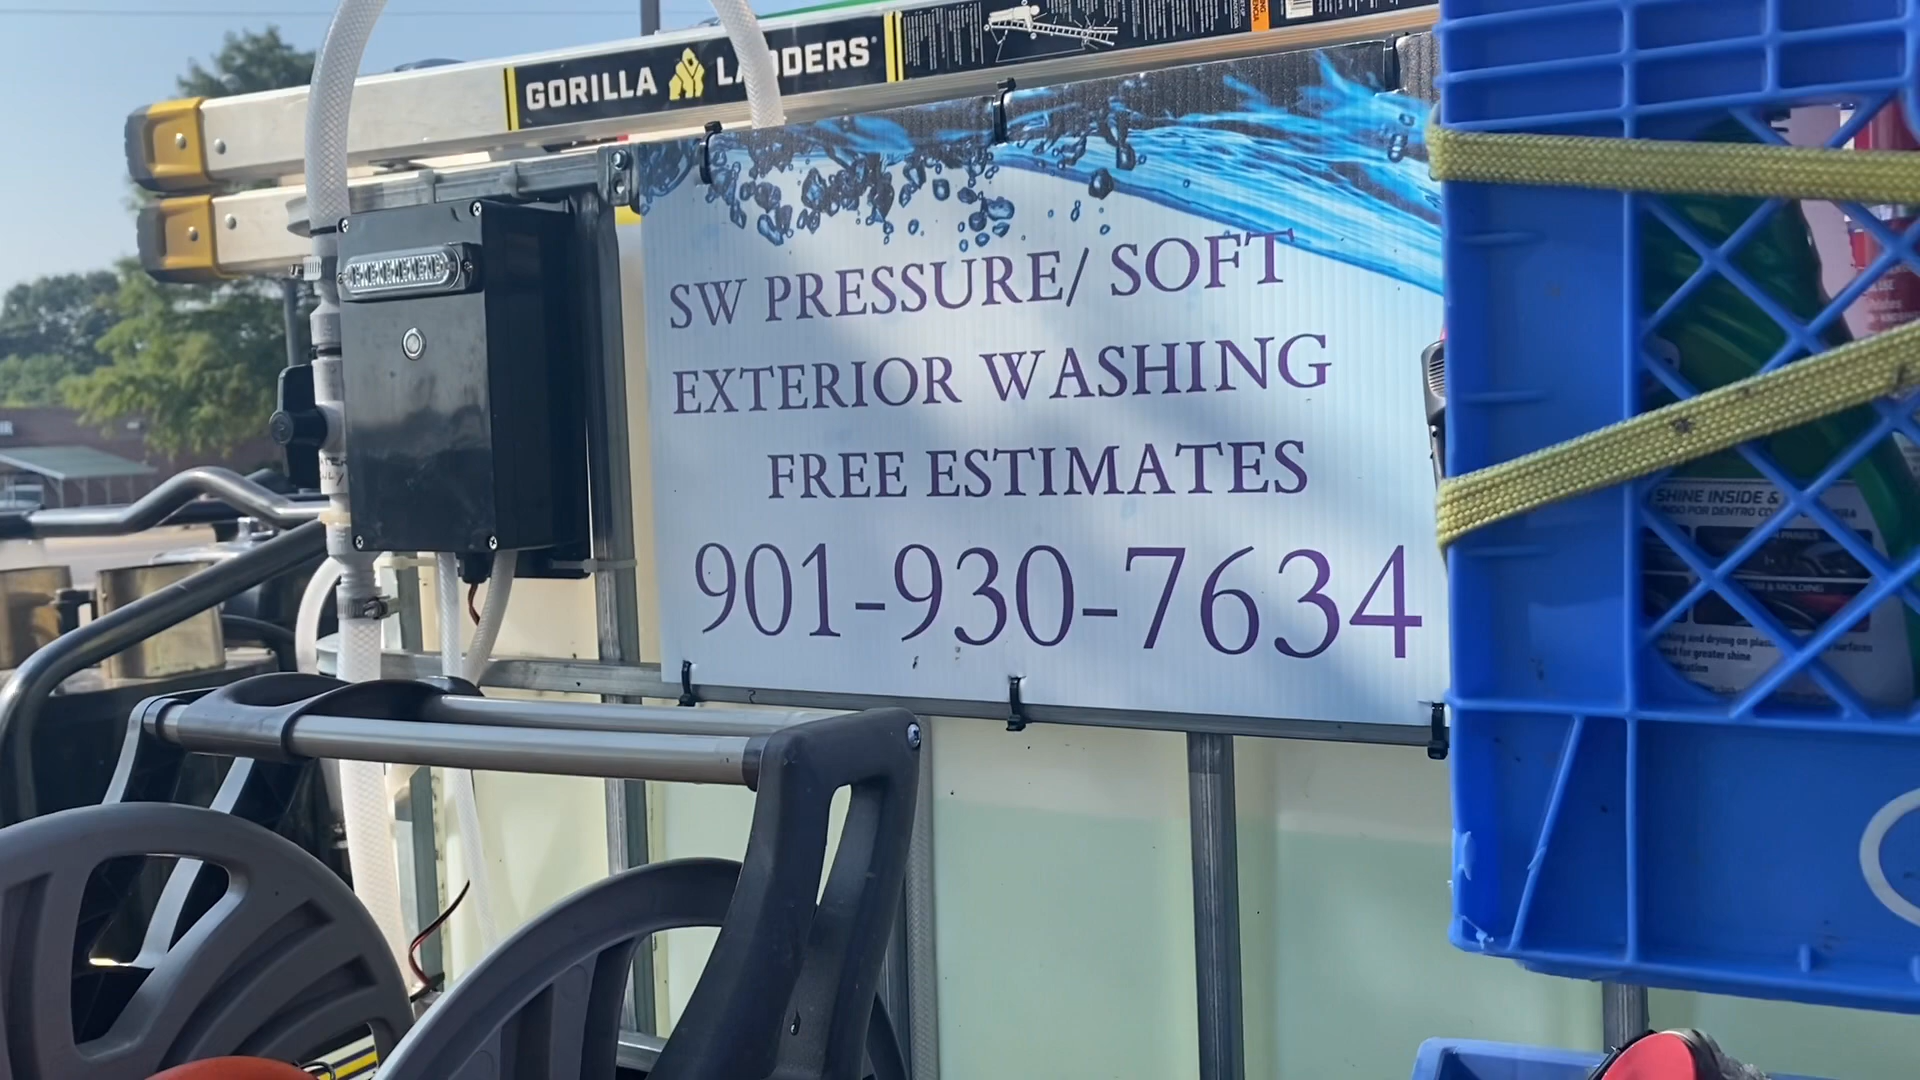 GORILLA LADDERS
SW PRESSURE/ SOFT
EXTERIOR WASHING
FREE ESTIMATES
901-930-7634
SHINE INSIDE &